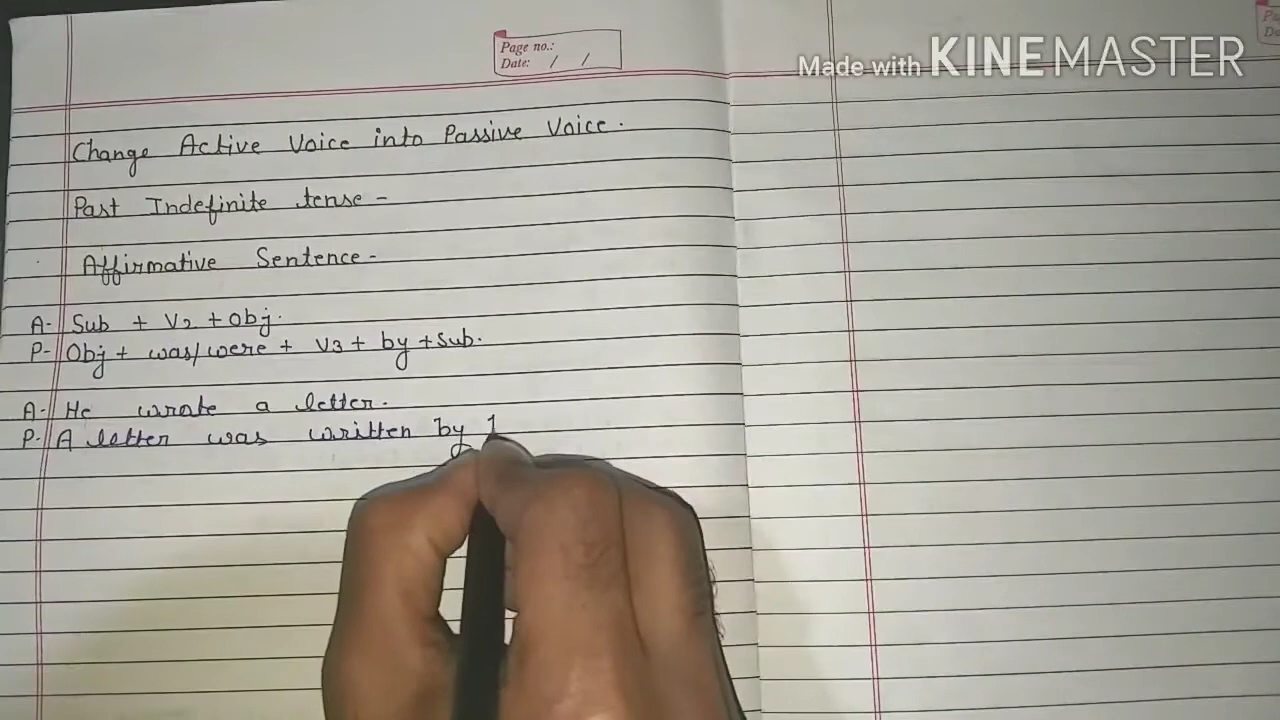 Page no.:
Date: / /
Made with KINEMASTER
Change Active Voice into Passive Voice.
Past Indefinite tense -
Affirmative Sentence -
A- Sub + V2 + Obj.
P- Obj + was/were + V3 + by + Sub.
A- He wrote a letter.
P- A letter was written by